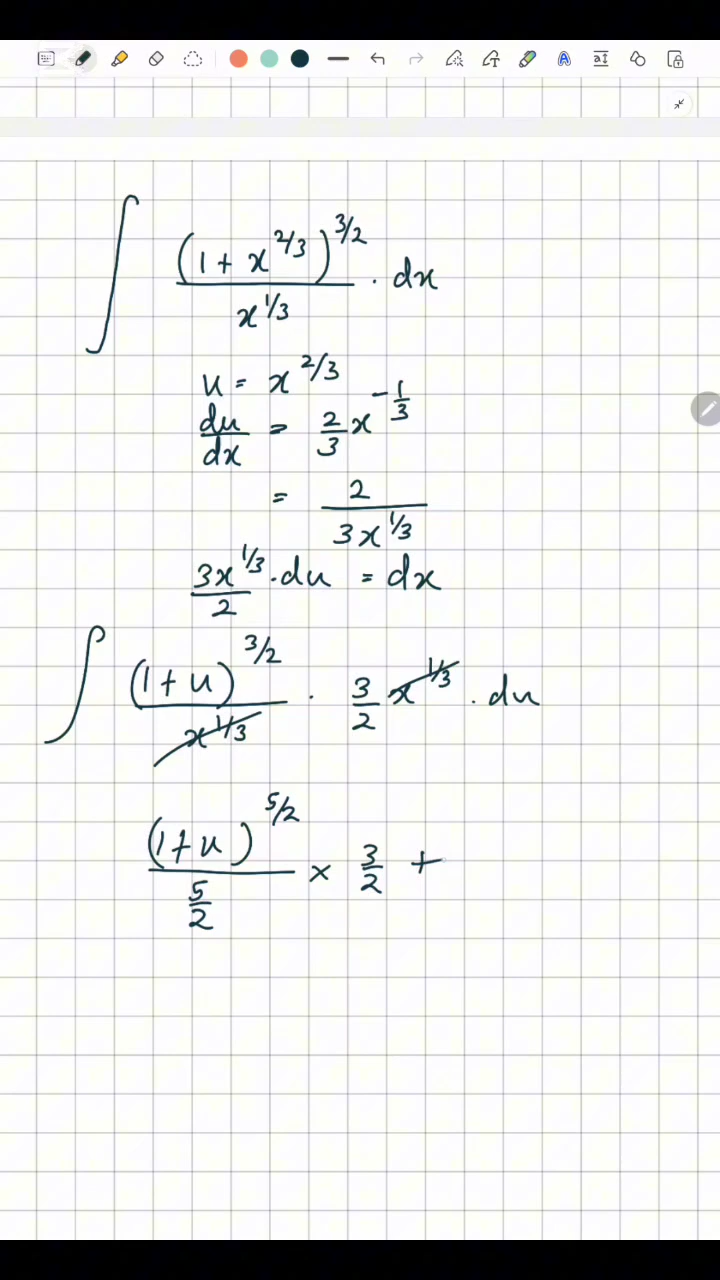 ∫ (1 + x^{2/3})^{3/2} / x^{1/3} · dx
u = x^{2/3}
du/dx = 2/3 x^{-1/3}
= 2 / 3x^{1/3}
3x^{1/3}/2 · du = dx
∫ (1 + u)^{3/2} / x^{1/3} · 3/2 x^{1/3} · du
(1 + u)^{5/2} / (5/2) × 3/2 +